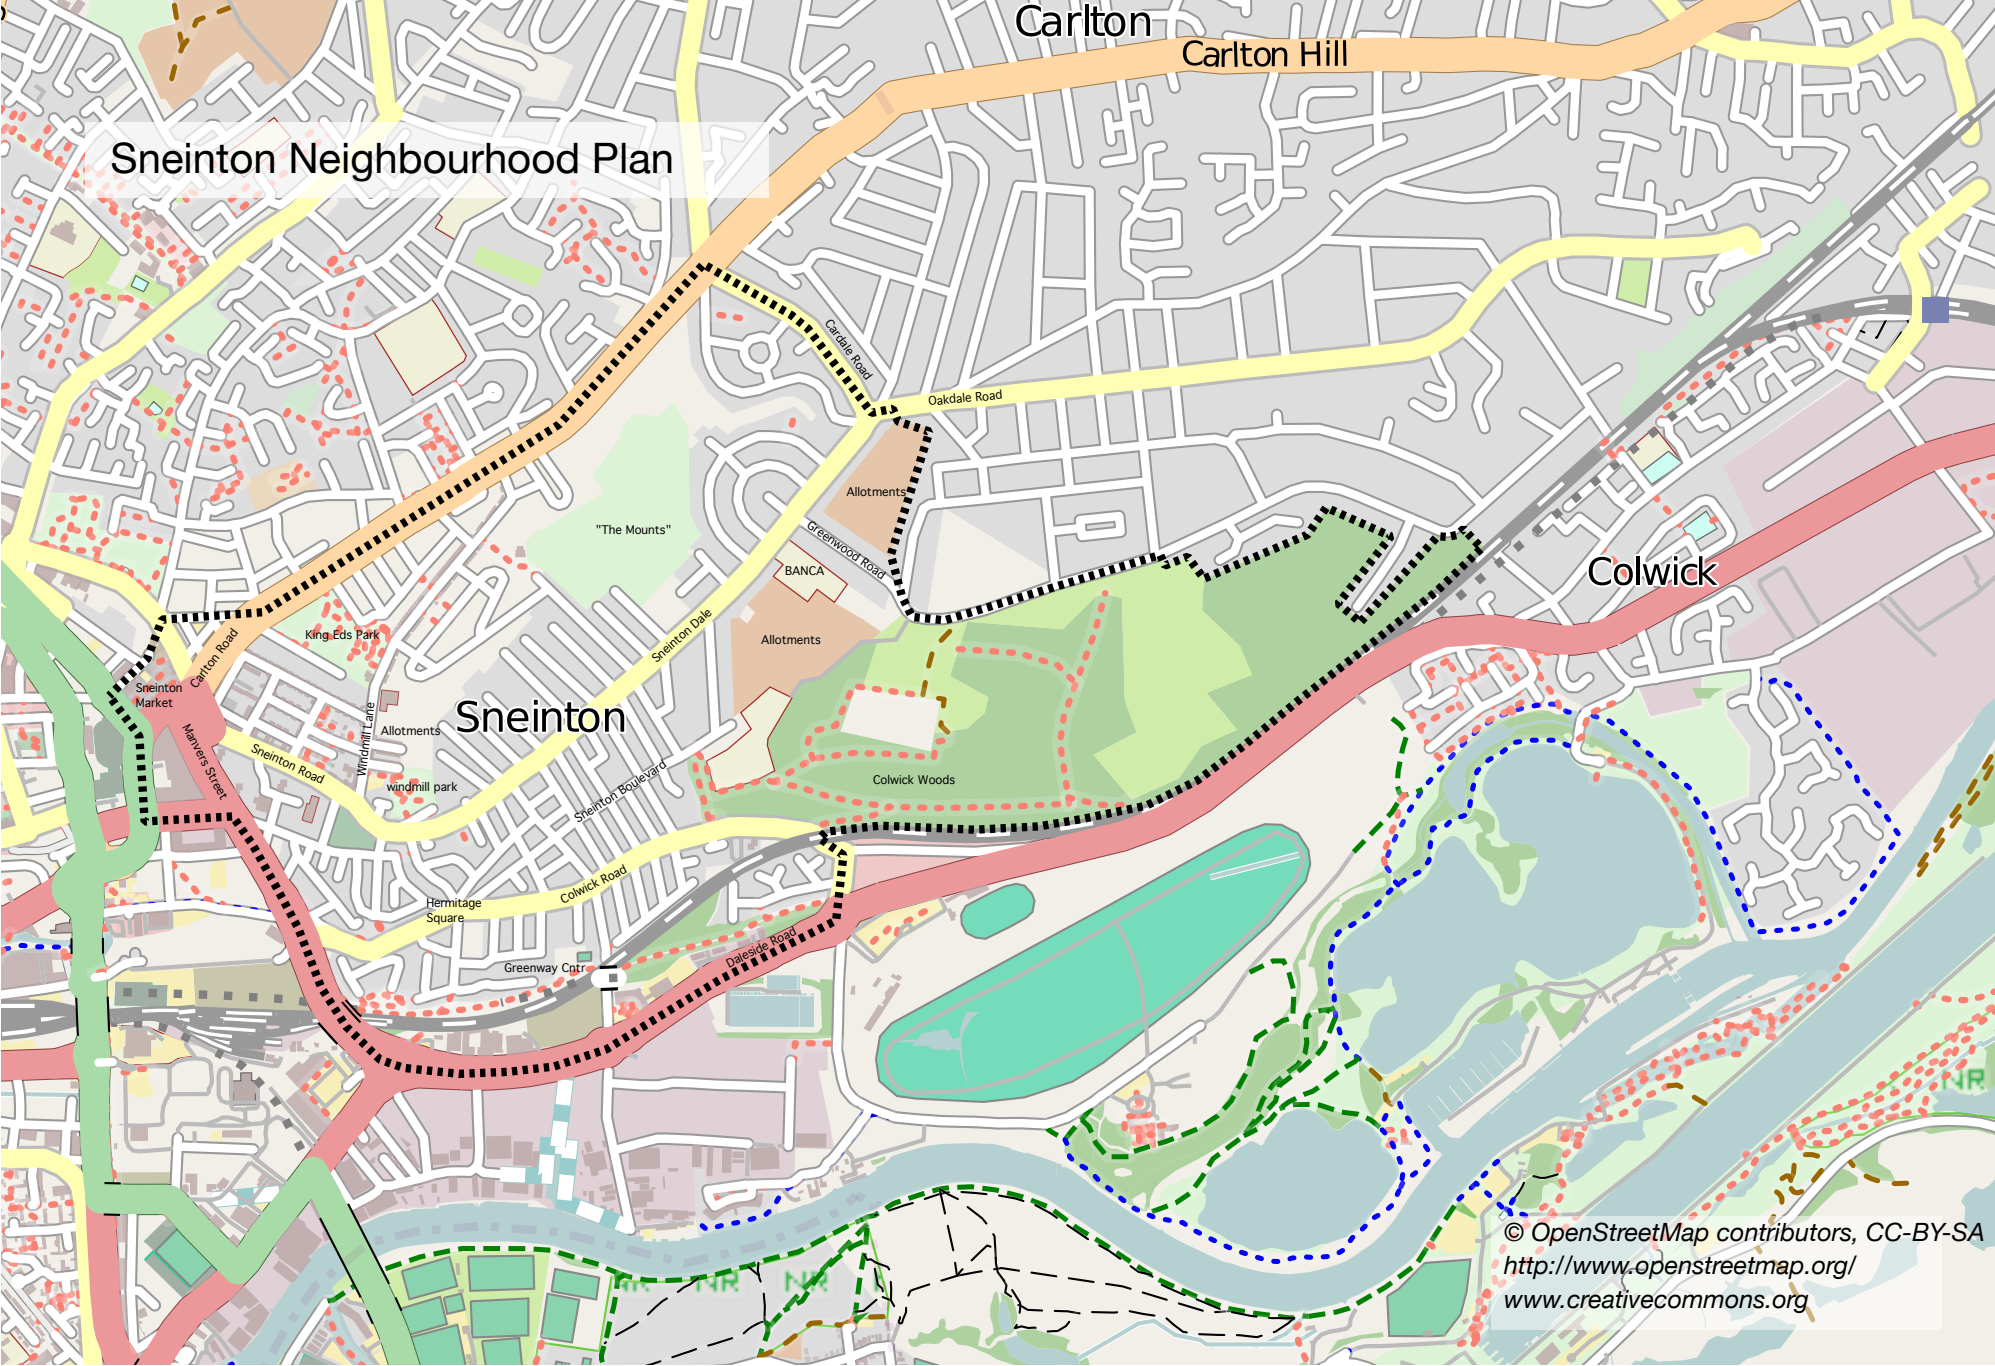 Carlton
Carlton Hill
Sneinton Neighbourhood Plan
Cardale Road
Oakdale Road
Allotments
"The Mounts"
Greenwood Road
BANCA
Colwick
King Eds Park
Carlton Road
Allotments
Sneinton Dale
Sneinton
Market
Sneinton
Manvers Street
Windmill Lane
Allotments
Sneinton Road
windmill park
Sneinton Boulevard
Colwick Woods
Colwick Road
Hermitage
Square
Daleside Road
Greenway Cntr
NR
NR
NR
NR
© OpenStreetMap contributors, CC-BY-SA
http://www.openstreetmap.org/
www.creativecommons.org